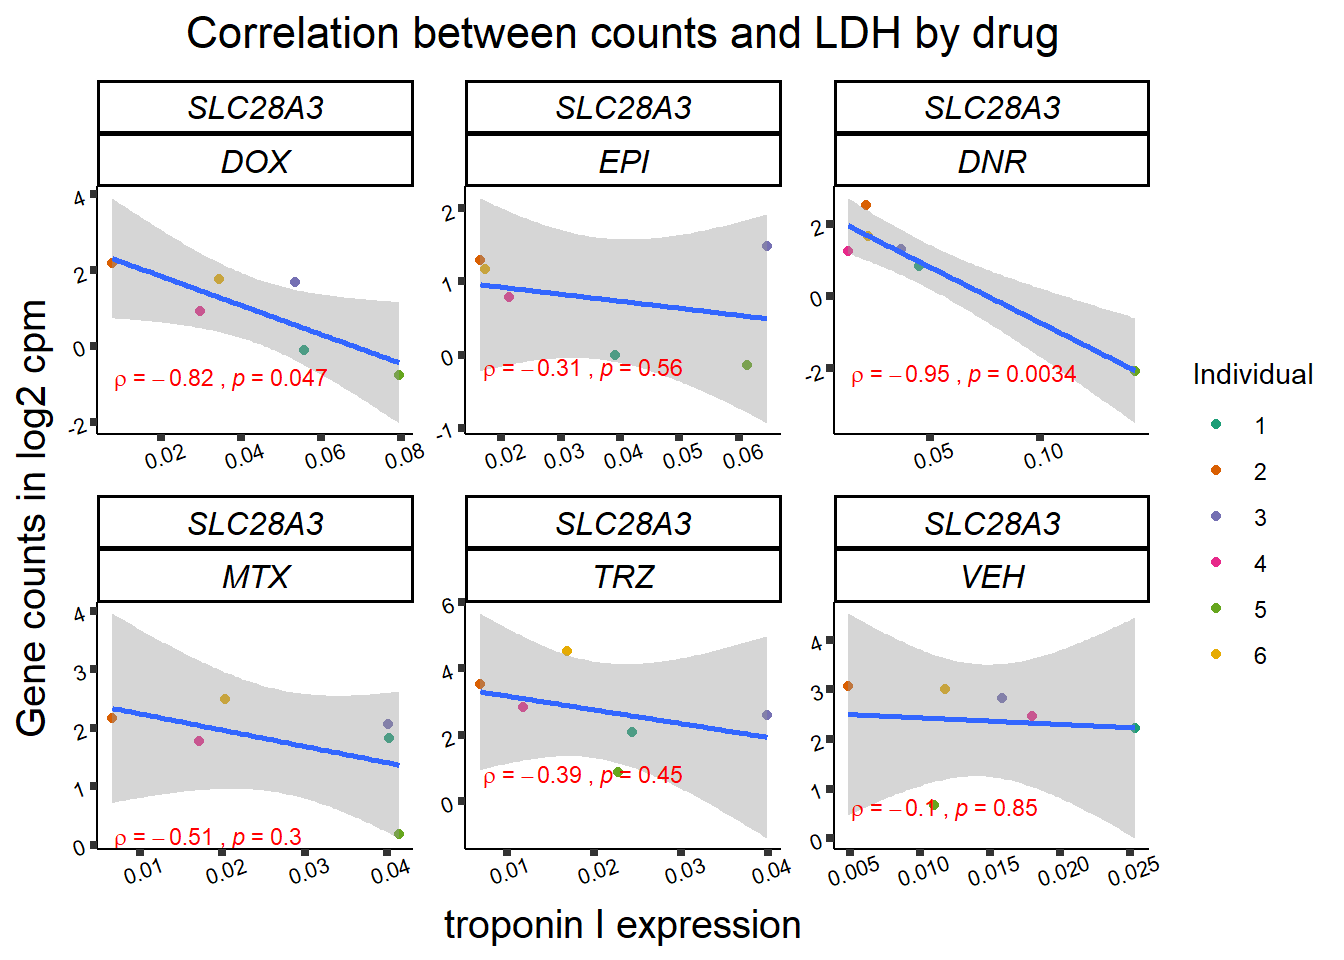 Correlation between counts and LDH by drug
Gene counts in log2 cpm
SLC28A3 SLC28A3 SLC28A3
DOX EPI DNR
4
2
0
-2
ρ = −0.82 , p = 0.047
0.02 0.04 0.06 0.08
2
1
0
-1
ρ = −0.31 , p = 0.56
0.02 0.03 0.04 0.05 0.06
2
0
-2
ρ = −0.95 , p = 0.0034
0.05 0.10
SLC28A3 SLC28A3 SLC28A3
MTX TRZ VEH
4
3
2
1
0
ρ = −0.51 , p = 0.3
0.01 0.02 0.03 0.04
6
4
2
0
ρ = −0.39 , p = 0.45
0.01 0.02 0.03 0.04
4
3
2
1
0
ρ = −0.1 , p = 0.85
0.005 0.010 0.015 0.020 0.025
troponin I expression
Individual
1
2
3
4
5
6